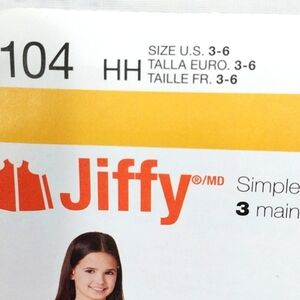 104 HH SIZE U.S. 3-6
TALLA EURO. 3-6
TAILLE FR. 3-6
Jiffy®/MD Simple
3 main